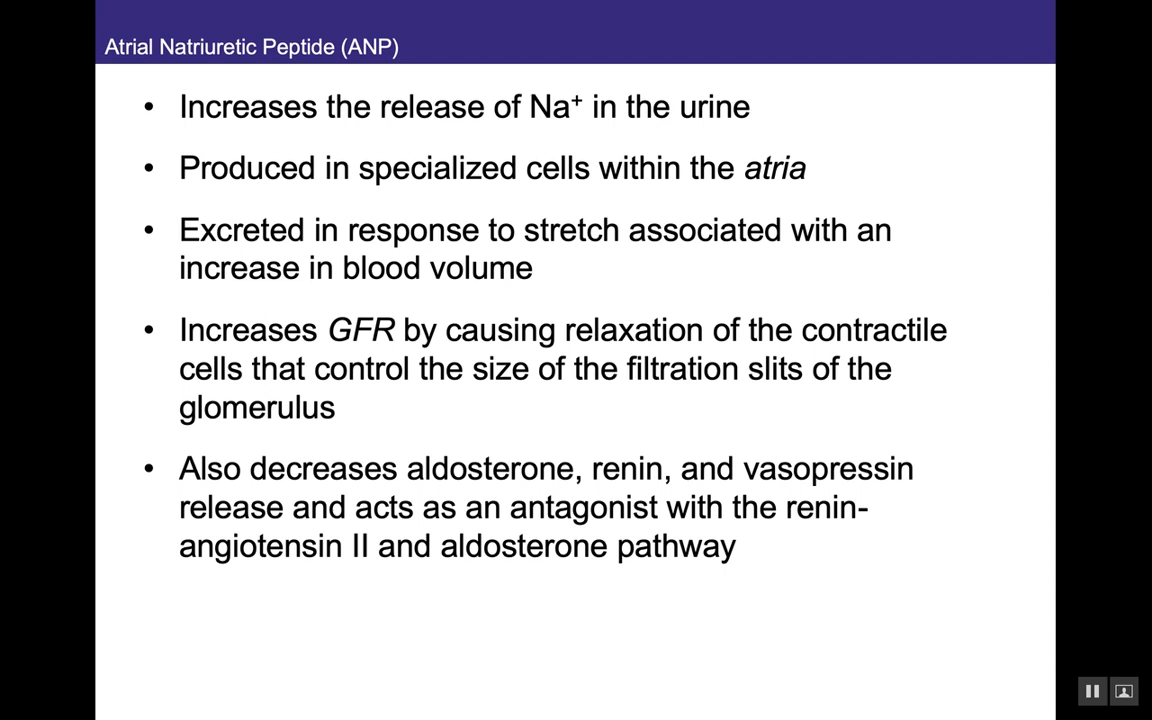 Atrial Natriuretic Peptide (ANP)
• Increases the release of Na⁺ in the urine
• Produced in specialized cells within the atria
• Excreted in response to stretch associated with an
increase in blood volume
• Increases GFR by causing relaxation of the contractile
cells that control the size of the filtration slits of the
glomerulus
• Also decreases aldosterone, renin, and vasopressin
release and acts as an antagonist with the renin-
angiotensin II and aldosterone pathway